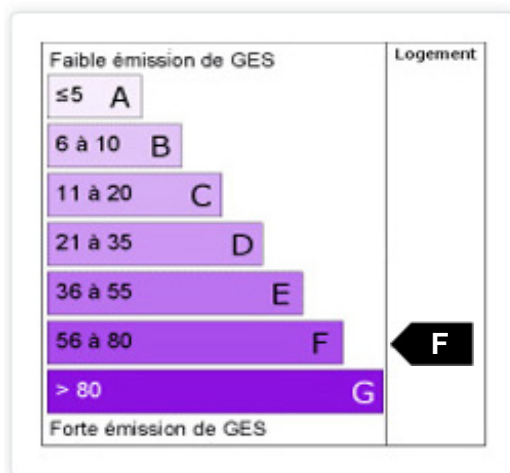 Faible émission de GES
Logement
≤5 A
6 à 10 B
11 à 20 C
21 à 35 D
36 à 55 E
56 à 80 F
F
> 80 G
Forte émission de GES